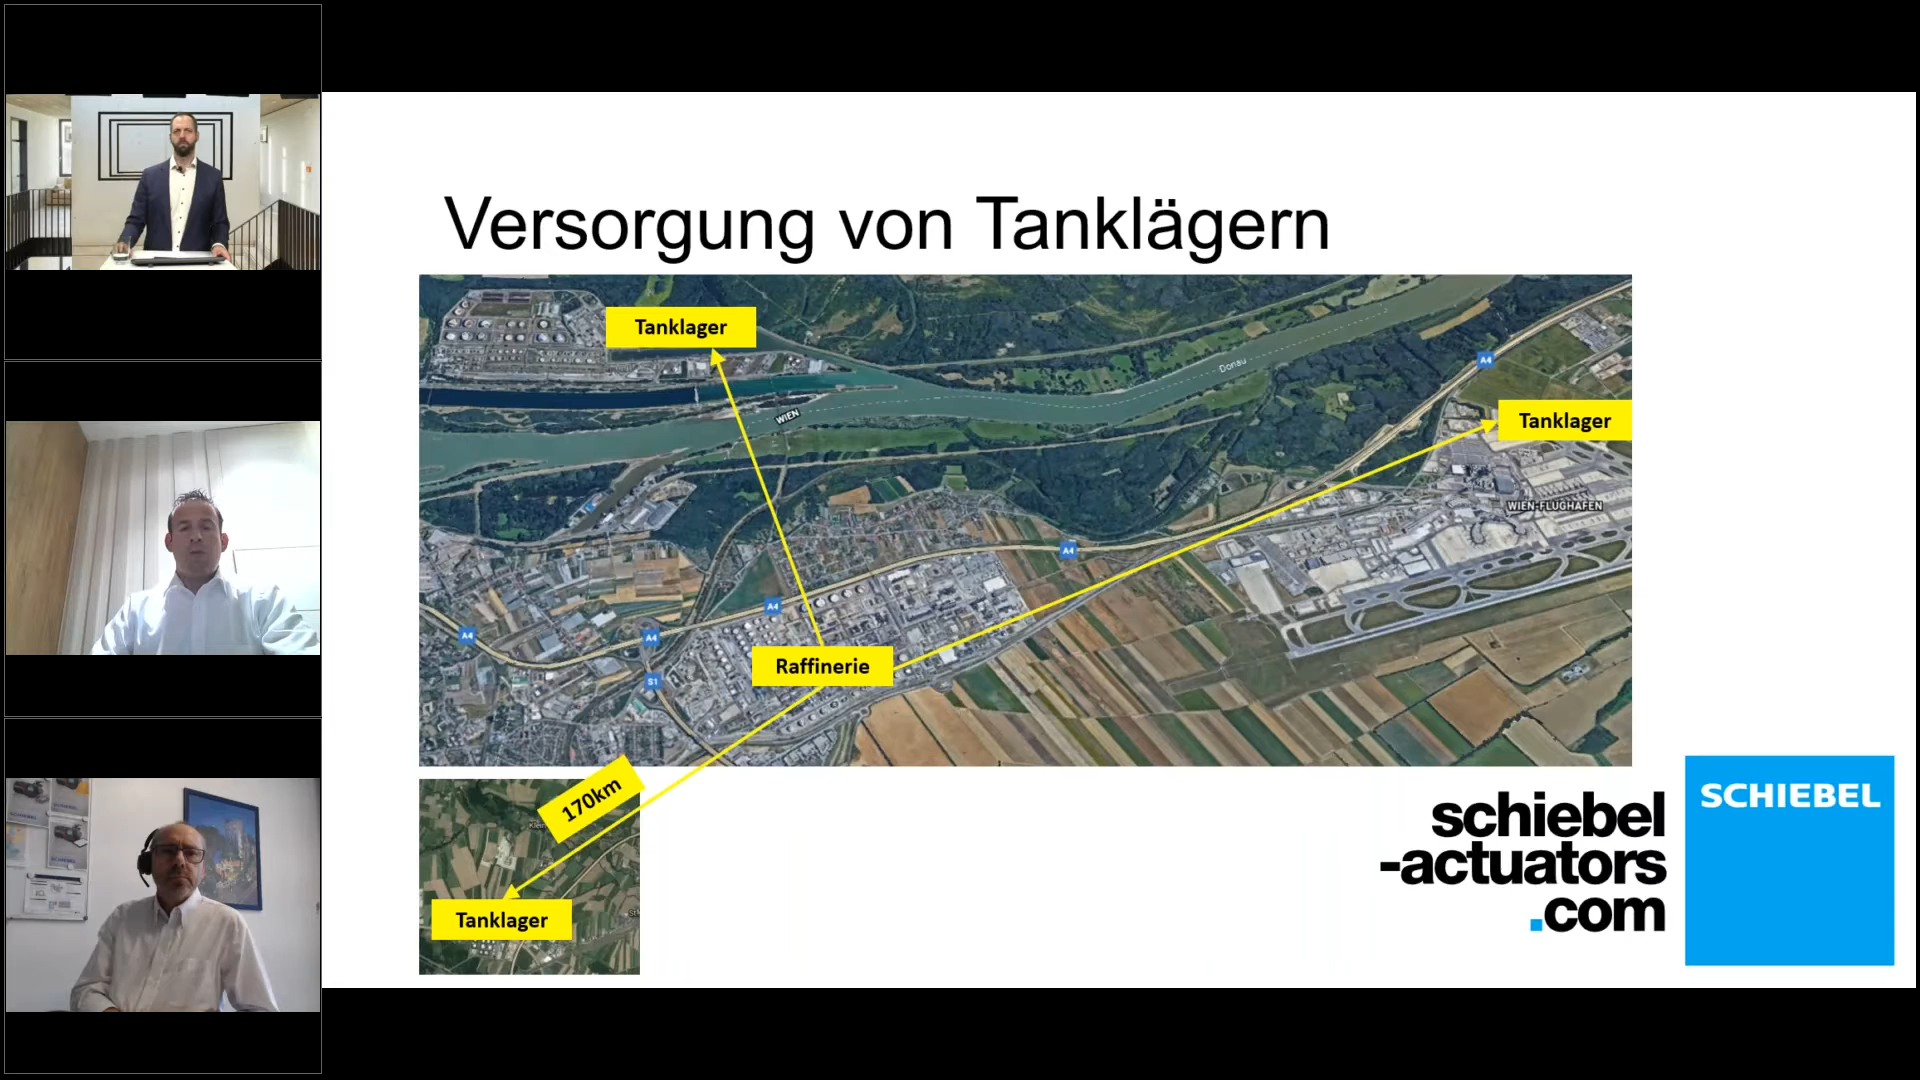 Versorgung von Tanklägern
Tanklager
Donau
A4
WIEN
Tanklager
WIEN-FLUGHAFEN
A4
A4
A4
A4
Raffinerie
S1
170km
Tanklager
schiebel
-actuators
.com
SCHIEBEL